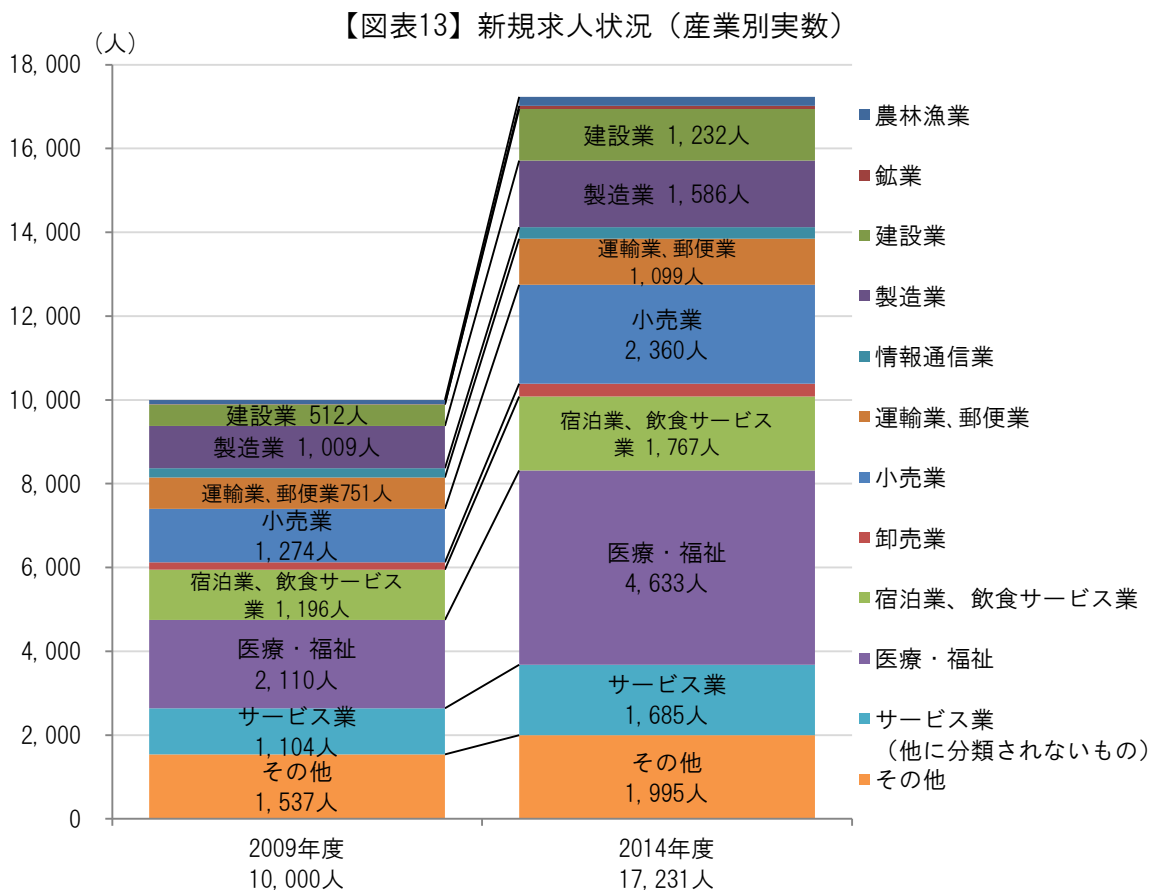 【図表13】新規求人状況（産業別実数）
（人）
18,000
16,000
14,000
12,000
10,000
8,000
6,000
4,000
2,000
0
建設業 512人
製造業 1,009人
運輸業、郵便業751人
小売業
1,274人
宿泊業、飲食サービス
業 1,196人
医療・福祉
2,110人
サービス業
1,104人
その他
1,537人
建設業 1,232人
製造業 1,586人
運輸業、郵便業
1,099人
小売業
2,360人
宿泊業、飲食サービス
業 1,767人
医療・福祉
4,633人
サービス業
1,685人
その他
1,995人
農林漁業
鉱業
建設業
製造業
情報通信業
運輸業、郵便業
小売業
卸売業
宿泊業、飲食サービス業
医療・福祉
サービス業
（他に分類されないもの）
その他
2009年度
10,000人
2014年度
17,231人